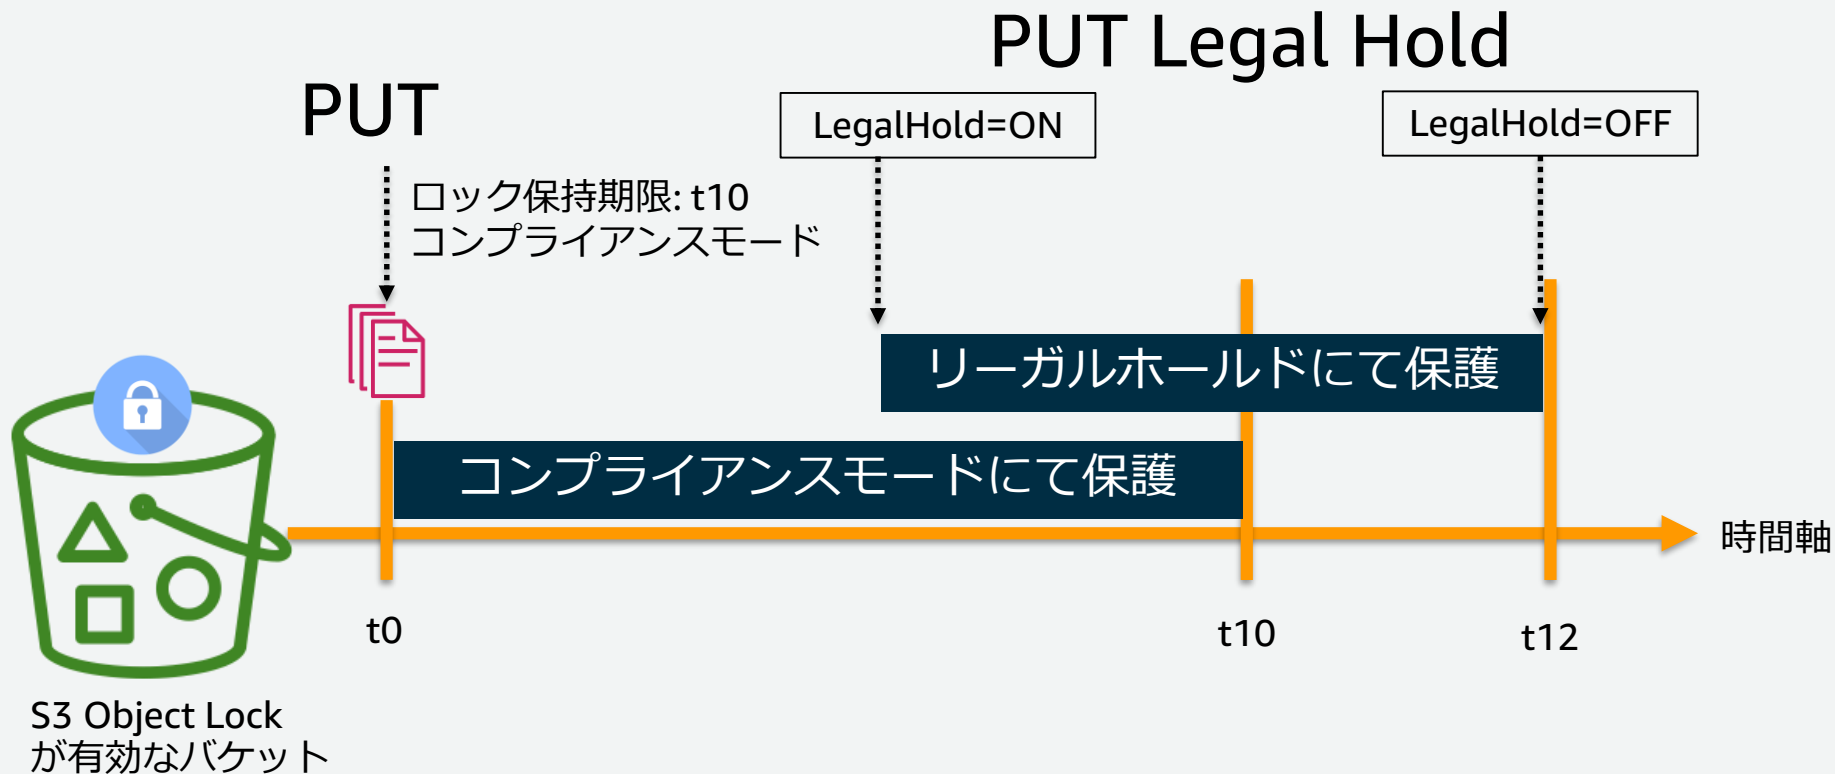 PUT Legal Hold
PUT
LegalHold=ON
LegalHold=OFF
ロック保持期限: t10
コンプライアンスモード
リーガルホールドにて保護
コンプライアンスモードにて保護
時間軸
t0
t10
t12
S3 Object Lock
が有効なバケット